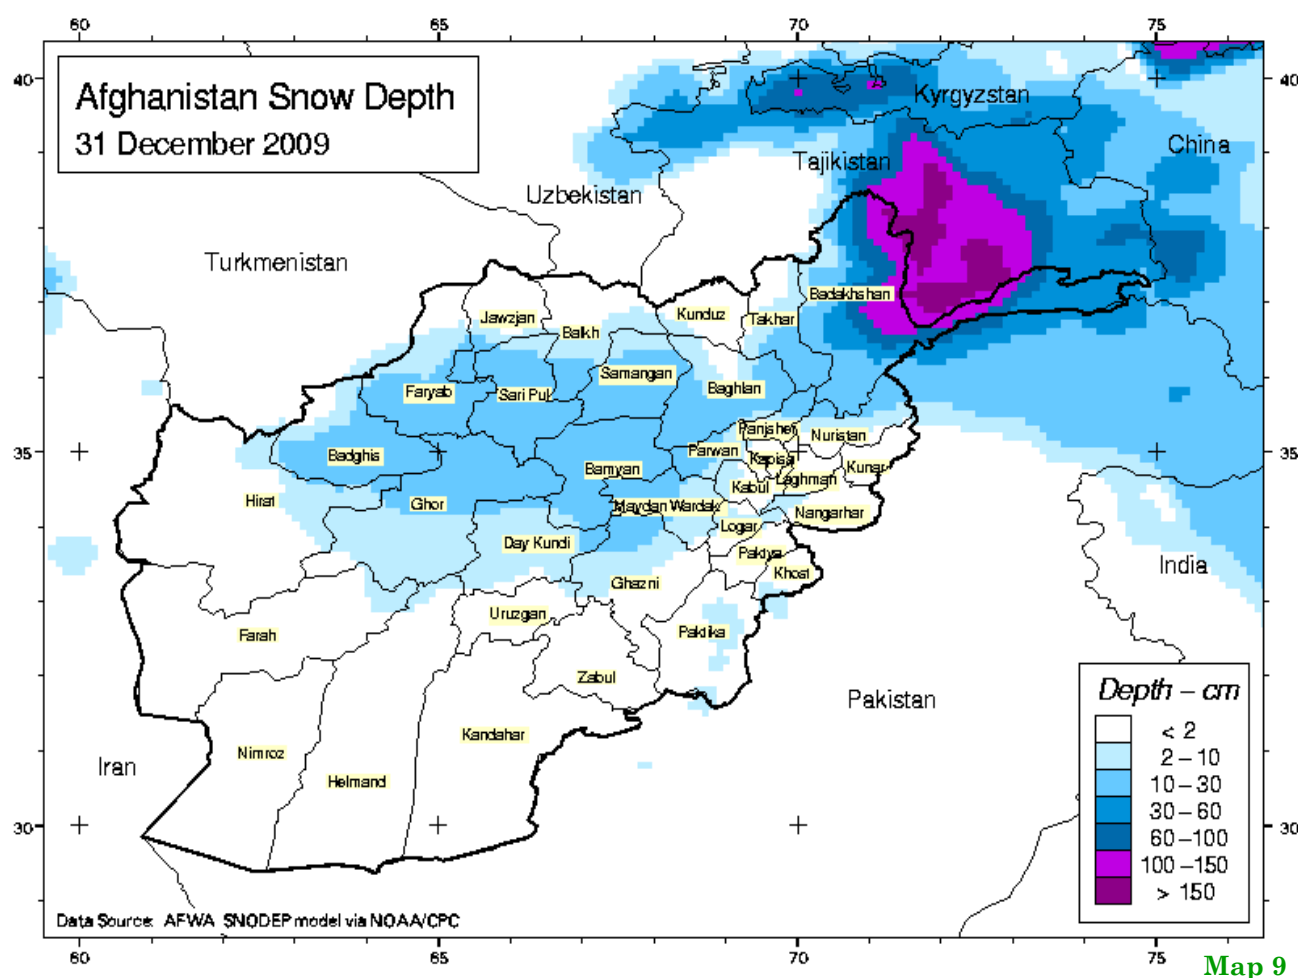 60 65 70 75
40 40
Afghanistan Snow Depth
31 December 2009
Kyrgyzstan
China
Tajikistan
Uzbekistan
Turkmenistan
Badakhshan
Jawzjan
Kunduz
Takhar
Balkh
Samangan
Faryab
Sari Pul
Baghlan
Panjsher
Nuristan
35 35
Badghis
Parwan
Kapisa
Kunar
Bamyan
Laghman
Kabul
Hirat
Ghor
Maydan Wardak
Nangarhar
Logar
Day Kundi
Paktya
India
Khost
Ghazni
Uruzgan
Farah
Paktika
Zabul
Pakistan
Kandahar
Nimroz
Iran
Helmand
Depth - cm
< 2
2 - 10
10 - 30
30 - 60
60 - 100
100 - 150
> 150
30 30
Data Source: AFWA SNODEP model via NOAA/CPC
60 65 70 75
Map 9